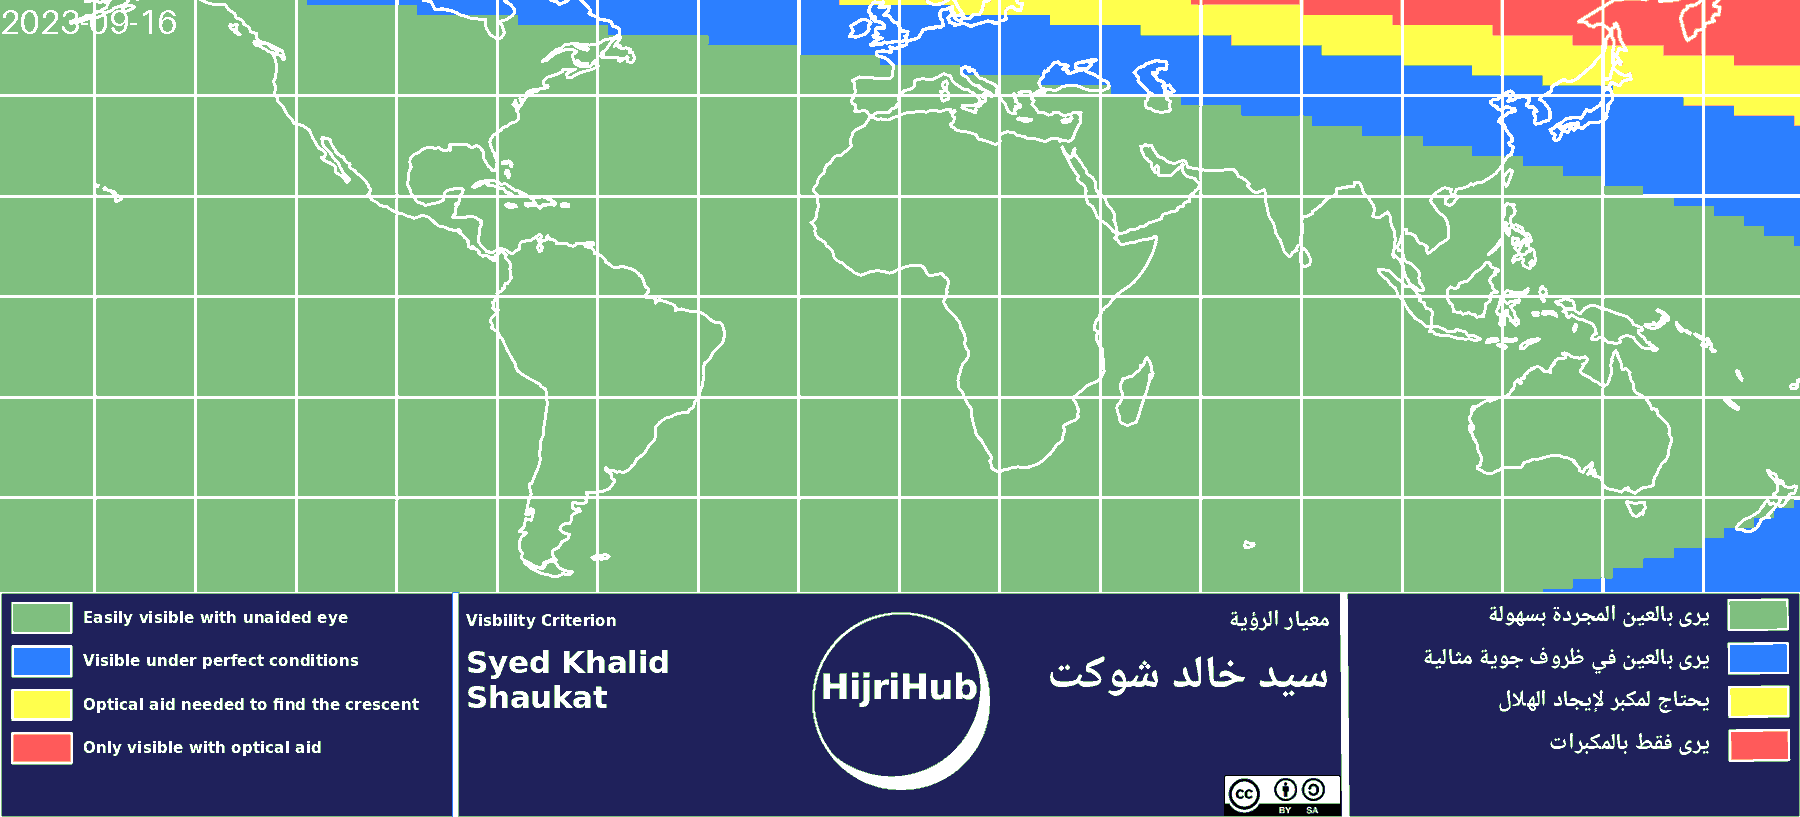 2023-09-16
Easily visible with unaided eye
Visible under perfect conditions
Optical aid needed to find the crescent
Only visible with optical aid
Visbility Criterion
Syed Khalid
Shaukat
HijriHub
معيار الرؤية
سيد خالد شوكت
cc
BY SA
يرى بالعين المجردة بسهولة
يرى بالعين في ظروف جوية مثالية
يحتاج لمكبر لإيجاد الهلال
يرى فقط بالمكبرات